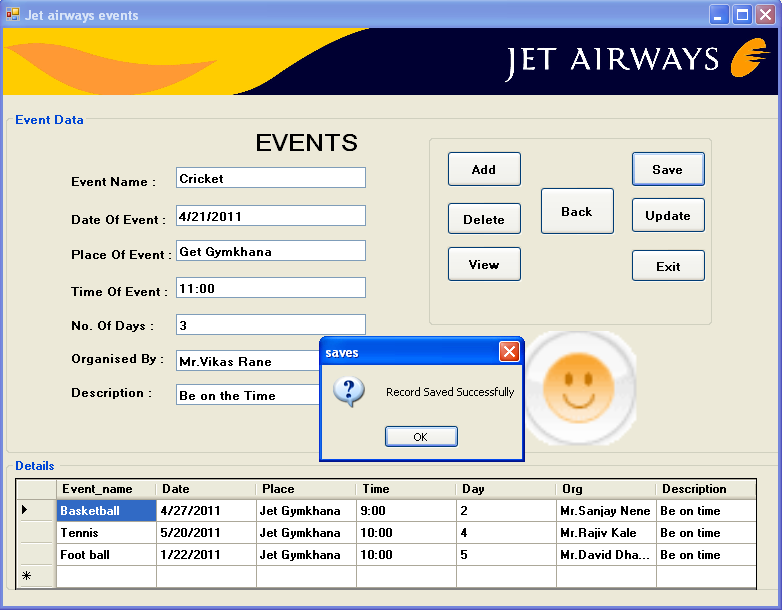 Jet airways events
JET AIRWAYS
Event Data
EVENTS
Event Name : Cricket
Date Of Event : 4/21/2011
Place Of Event : Get Gymkhana
Time Of Event : 11:00
No. Of Days : 3
Organised By : Mr.Vikas Rane
Description : Be on the Time
Add
Save
Back
Delete
Update
View
Exit
saves
?
Record Saved Successfully
OK
Details
Event_name Date Place Time Day Org Description
Basketball 4/27/2011 Jet Gymkhana 9:00 2 Mr.Sanjay Nene Be on time
Tennis 5/20/2011 Jet Gymkhana 10:00 4 Mr.Rajiv Kale Be on time
Foot ball 1/22/2011 Jet Gymkhana 10:00 5 Mr.David Dha... Be on time